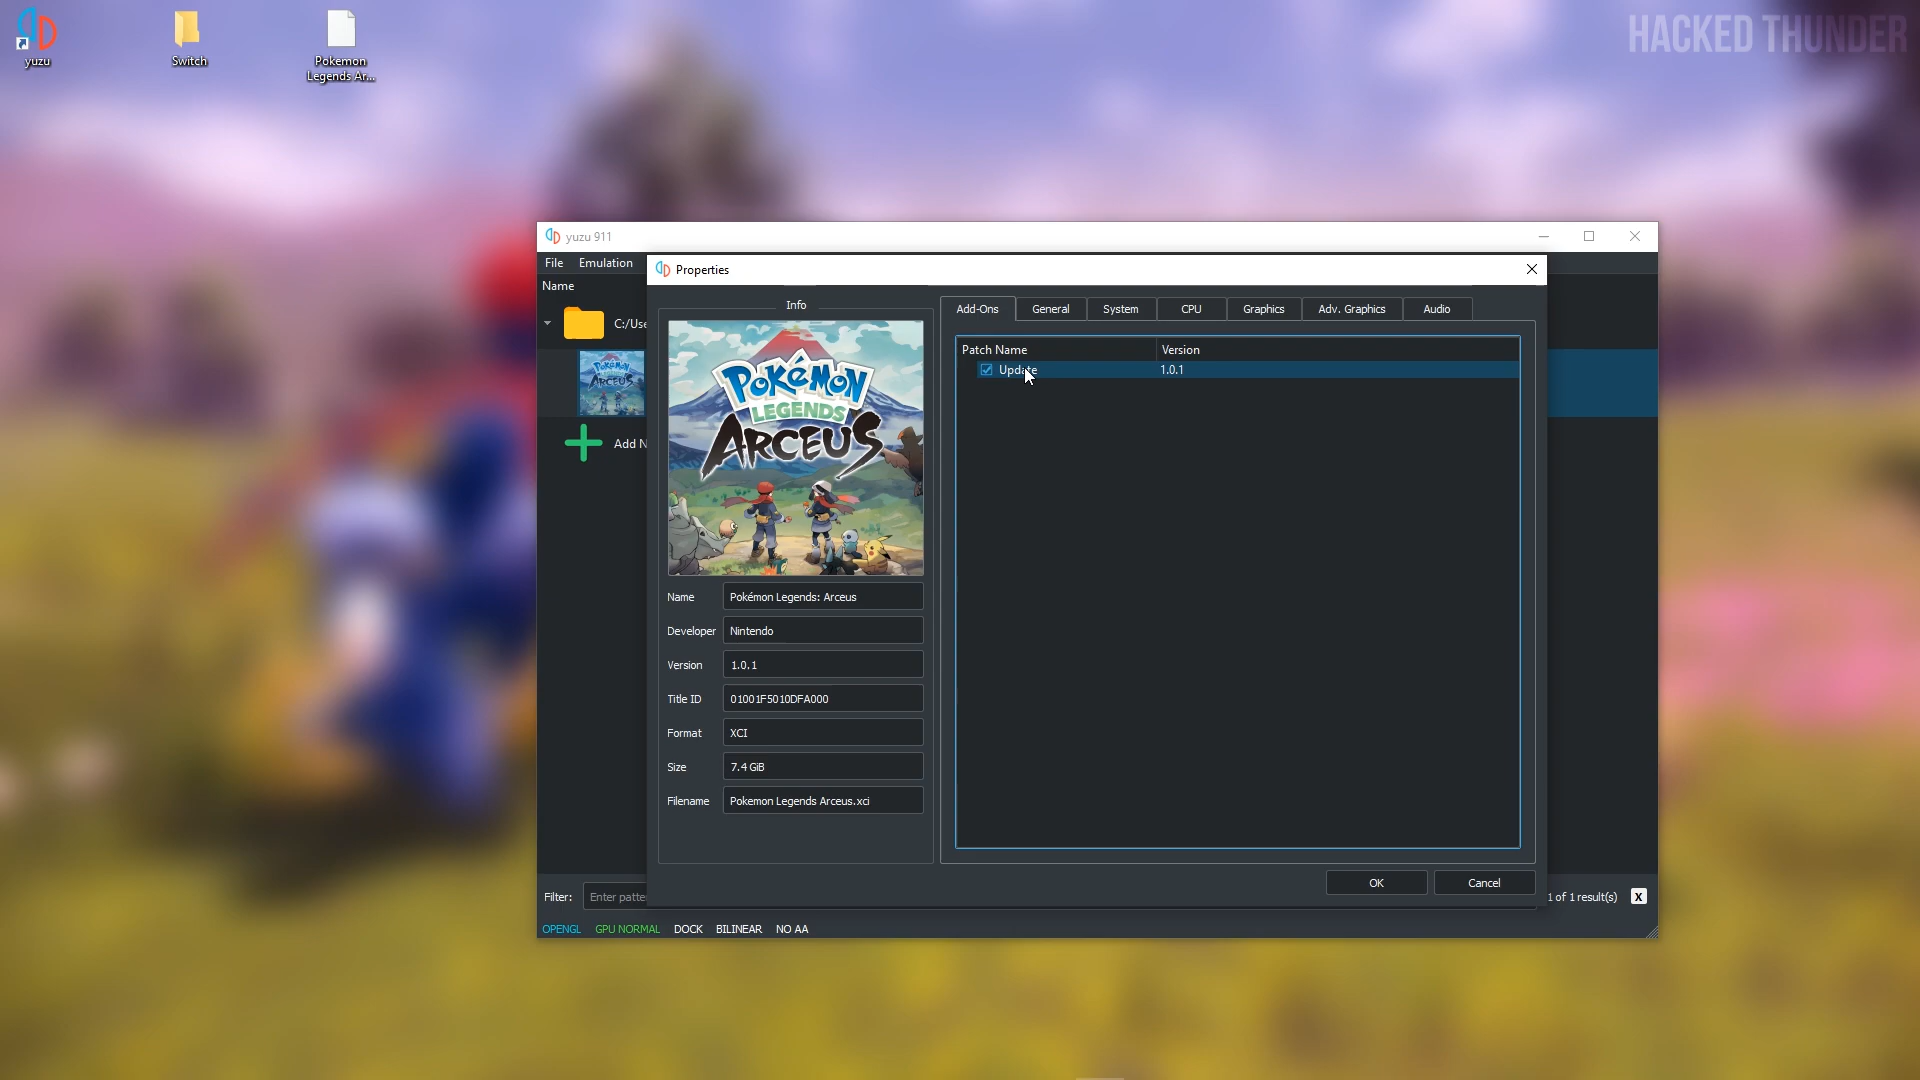 HACKED THUNDER
yuzu
Switch
Pokemon
Legends Ar...
yuzu 911
File Emulation
Properties
Name
C:/Use
Add N
Info
POKÉMON
LEGENDS
ARCEUS
Name Pokémon Legends: Arceus
Developer Nintendo
Version 1.0.1
Title ID 01001F5010DFA000
Format XCI
Size 7.4 GiB
Filename Pokemon Legends Arceus.xci
Add-Ons General System CPU Graphics Adv. Graphics Audio
Patch Name Version
Update 1.0.1
OK Cancel
Filter: Enter patte 1 of 1 result(s) X
OPENGL GPU NORMAL DOCK BILINEAR NO AA